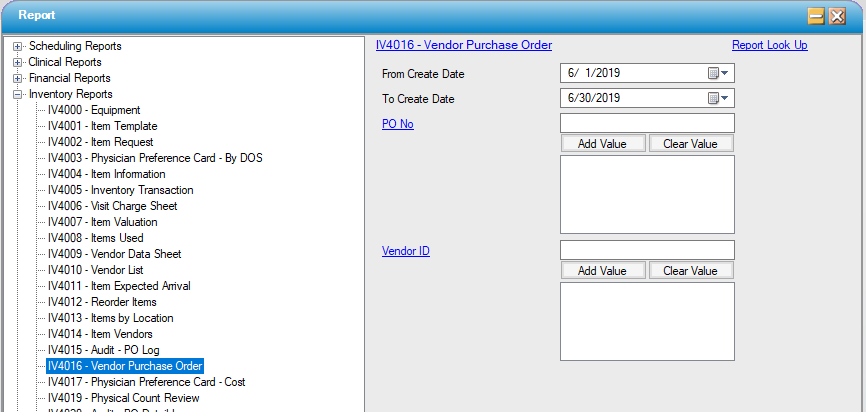 Report
Scheduling Reports
Clinical Reports
Financial Reports
Inventory Reports
IV4000 - Equipment
IV4001 - Item Template
IV4002 - Item Request
IV4003 - Physician Preference Card - By DOS
IV4004 - Item Information
IV4005 - Inventory Transaction
IV4006 - Visit Charge Sheet
IV4007 - Item Valuation
IV4008 - Items Used
IV4009 - Vendor Data Sheet
IV4010 - Vendor List
IV4011 - Item Expected Arrival
IV4012 - Reorder Items
IV4013 - Items by Location
IV4014 - Item Vendors
IV4015 - Audit - PO Log
IV4016 - Vendor Purchase Order
IV4017 - Physician Preference Card - Cost
IV4019 - Physical Count Review
IV4016 - Vendor Purchase Order Report Look Up
From Create Date 6/ 1/2019
To Create Date 6/30/2019
PO No
Add Value Clear Value
Vendor ID
Add Value Clear Value